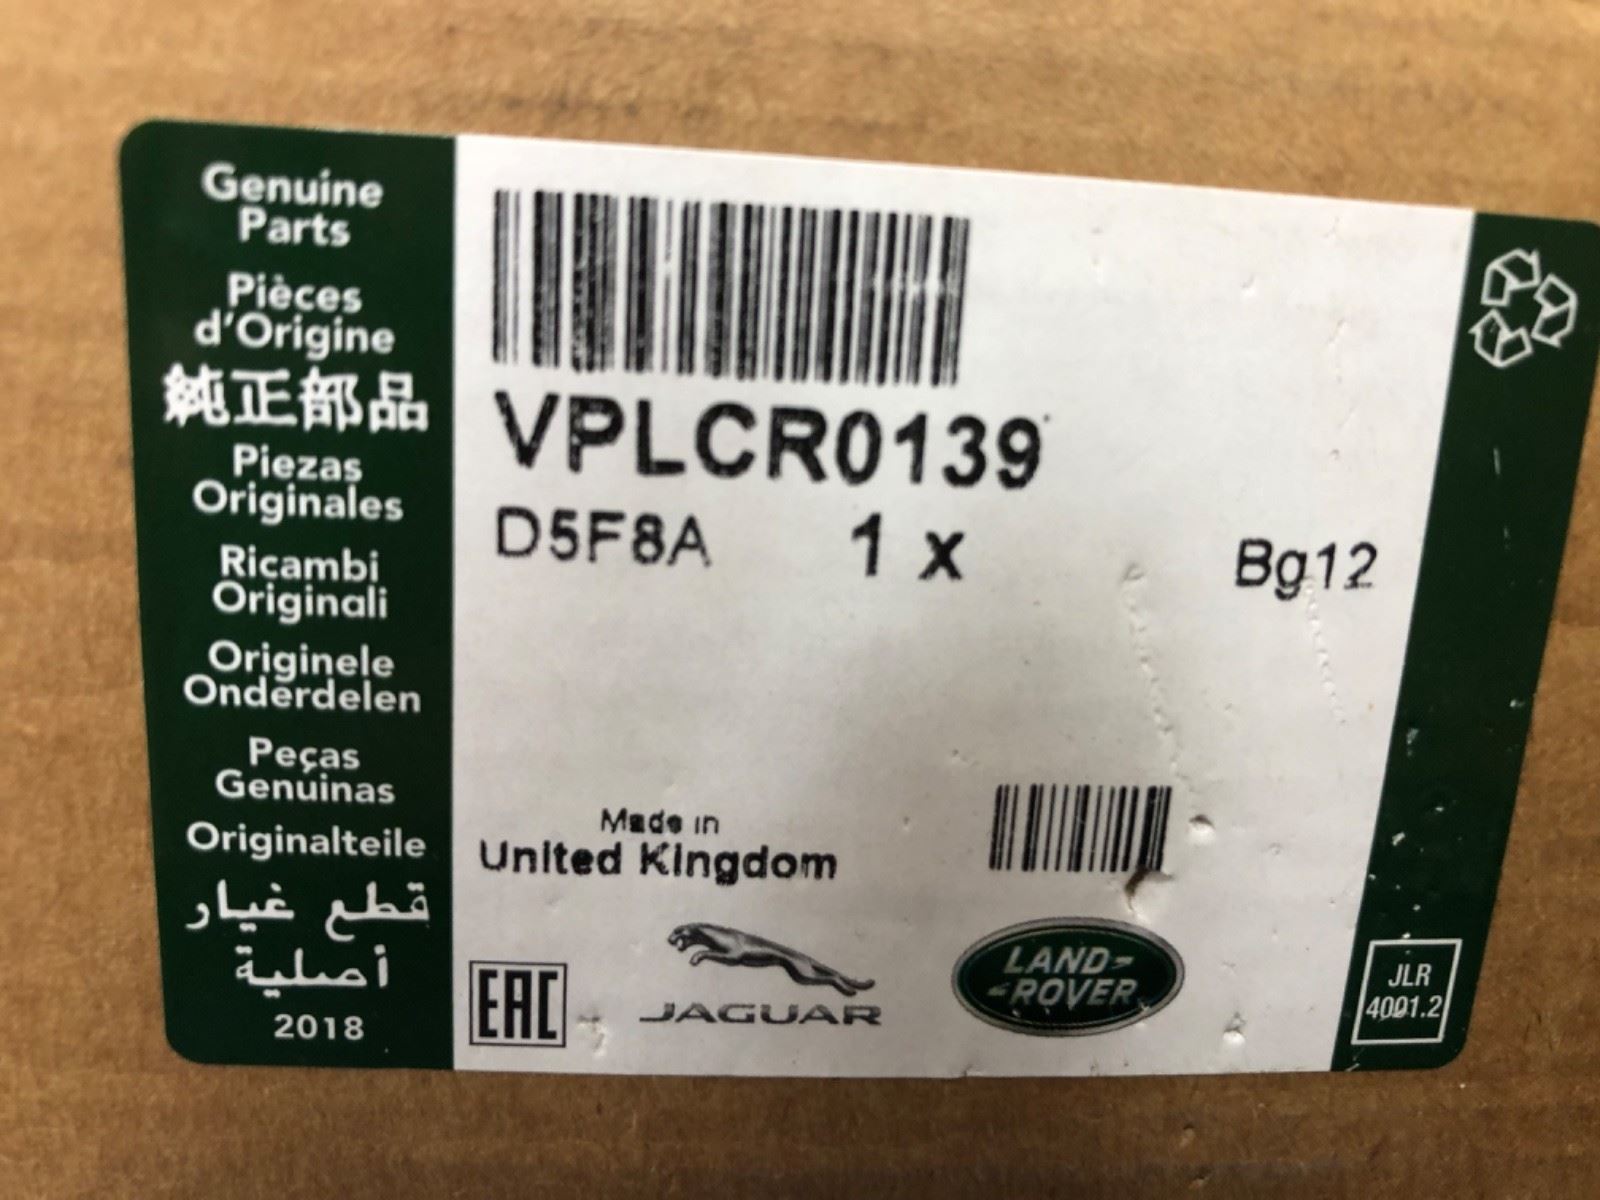 Genuine
Parts
Pièces
d'Origine
純正部品
Piezas
Originales
Ricambi
Originali
Originele
Onderdelen
Peças
Genuinas
Originalteile
قطع غيار
أصلية
2018
VPLCR0139
D5F8A 1 x Bg12
Made in
United Kingdom
EAC
JAGUAR
LAND-
-ROVER
JLR
4091.2